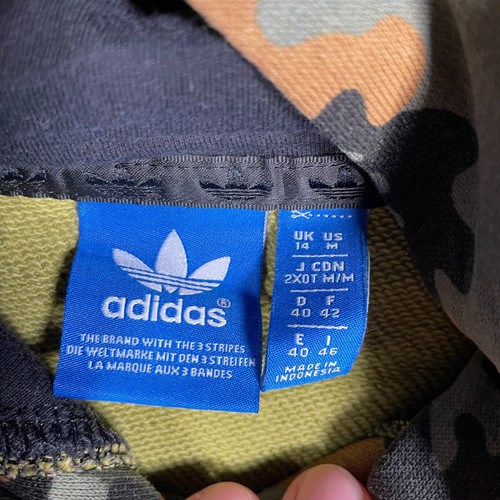 adidas®
THE BRAND WITH THE 3 STRIPES
DIE WELTMARKE MIT DEN 3 STREIFEN
LA MARQUE AUX 3 BANDES
UK US
14 M
J CDN
2XOT M/M
D F
40 42
E I
40 46
MADE IN
INDONESIA